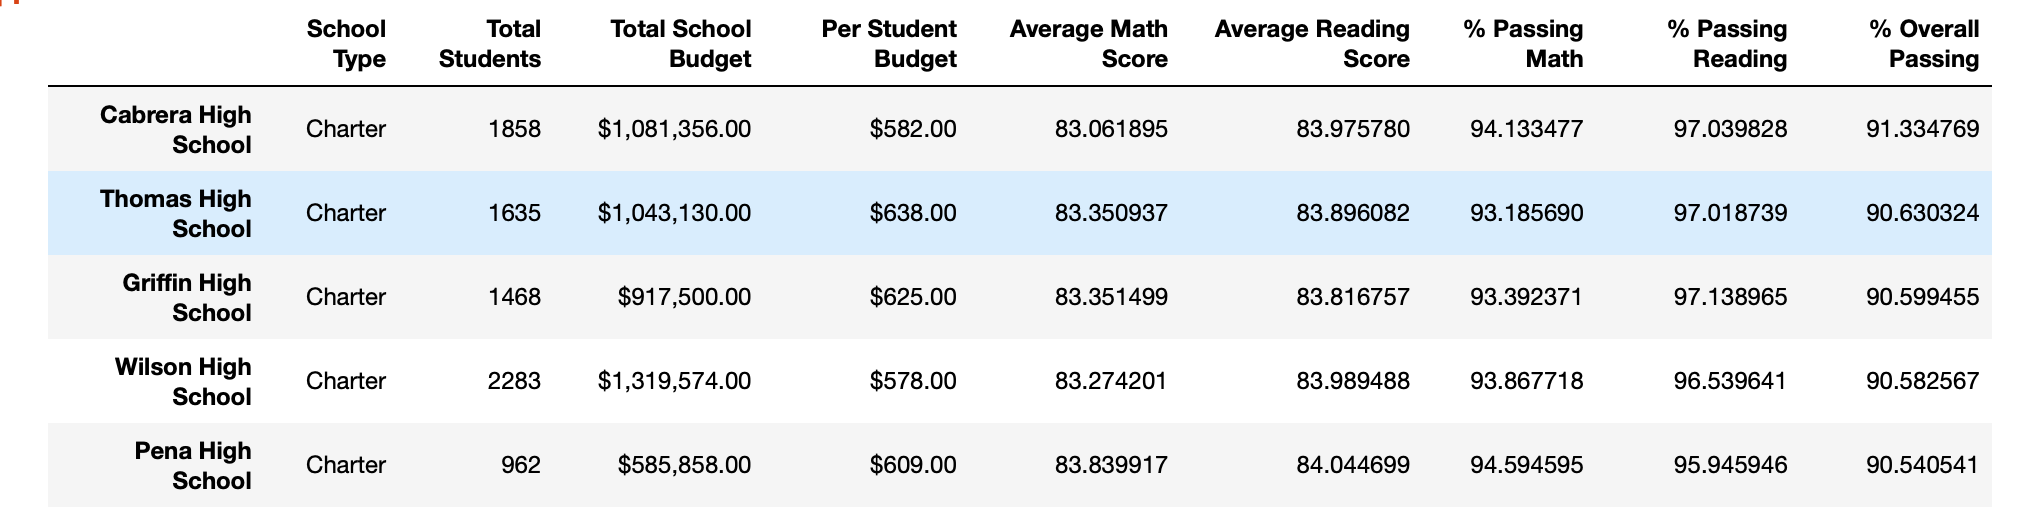 School Type Total Students Total School Budget Per Student Budget Average Math Score Average Reading Score % Passing Math % Passing Reading % Overall Passing
Cabrera High School Charter 1858 $1,081,356.00 $582.00 83.061895 83.975780 94.133477 97.039828 91.334769
Thomas High School Charter 1635 $1,043,130.00 $638.00 83.350937 83.896082 93.185690 97.018739 90.630324
Griffin High School Charter 1468 $917,500.00 $625.00 83.351499 83.816757 93.392371 97.138965 90.599455
Wilson High School Charter 2283 $1,319,574.00 $578.00 83.274201 83.989488 93.867718 96.539641 90.582567
Pena High School Charter 962 $585,858.00 $609.00 83.839917 84.044699 94.594595 95.945946 90.540541